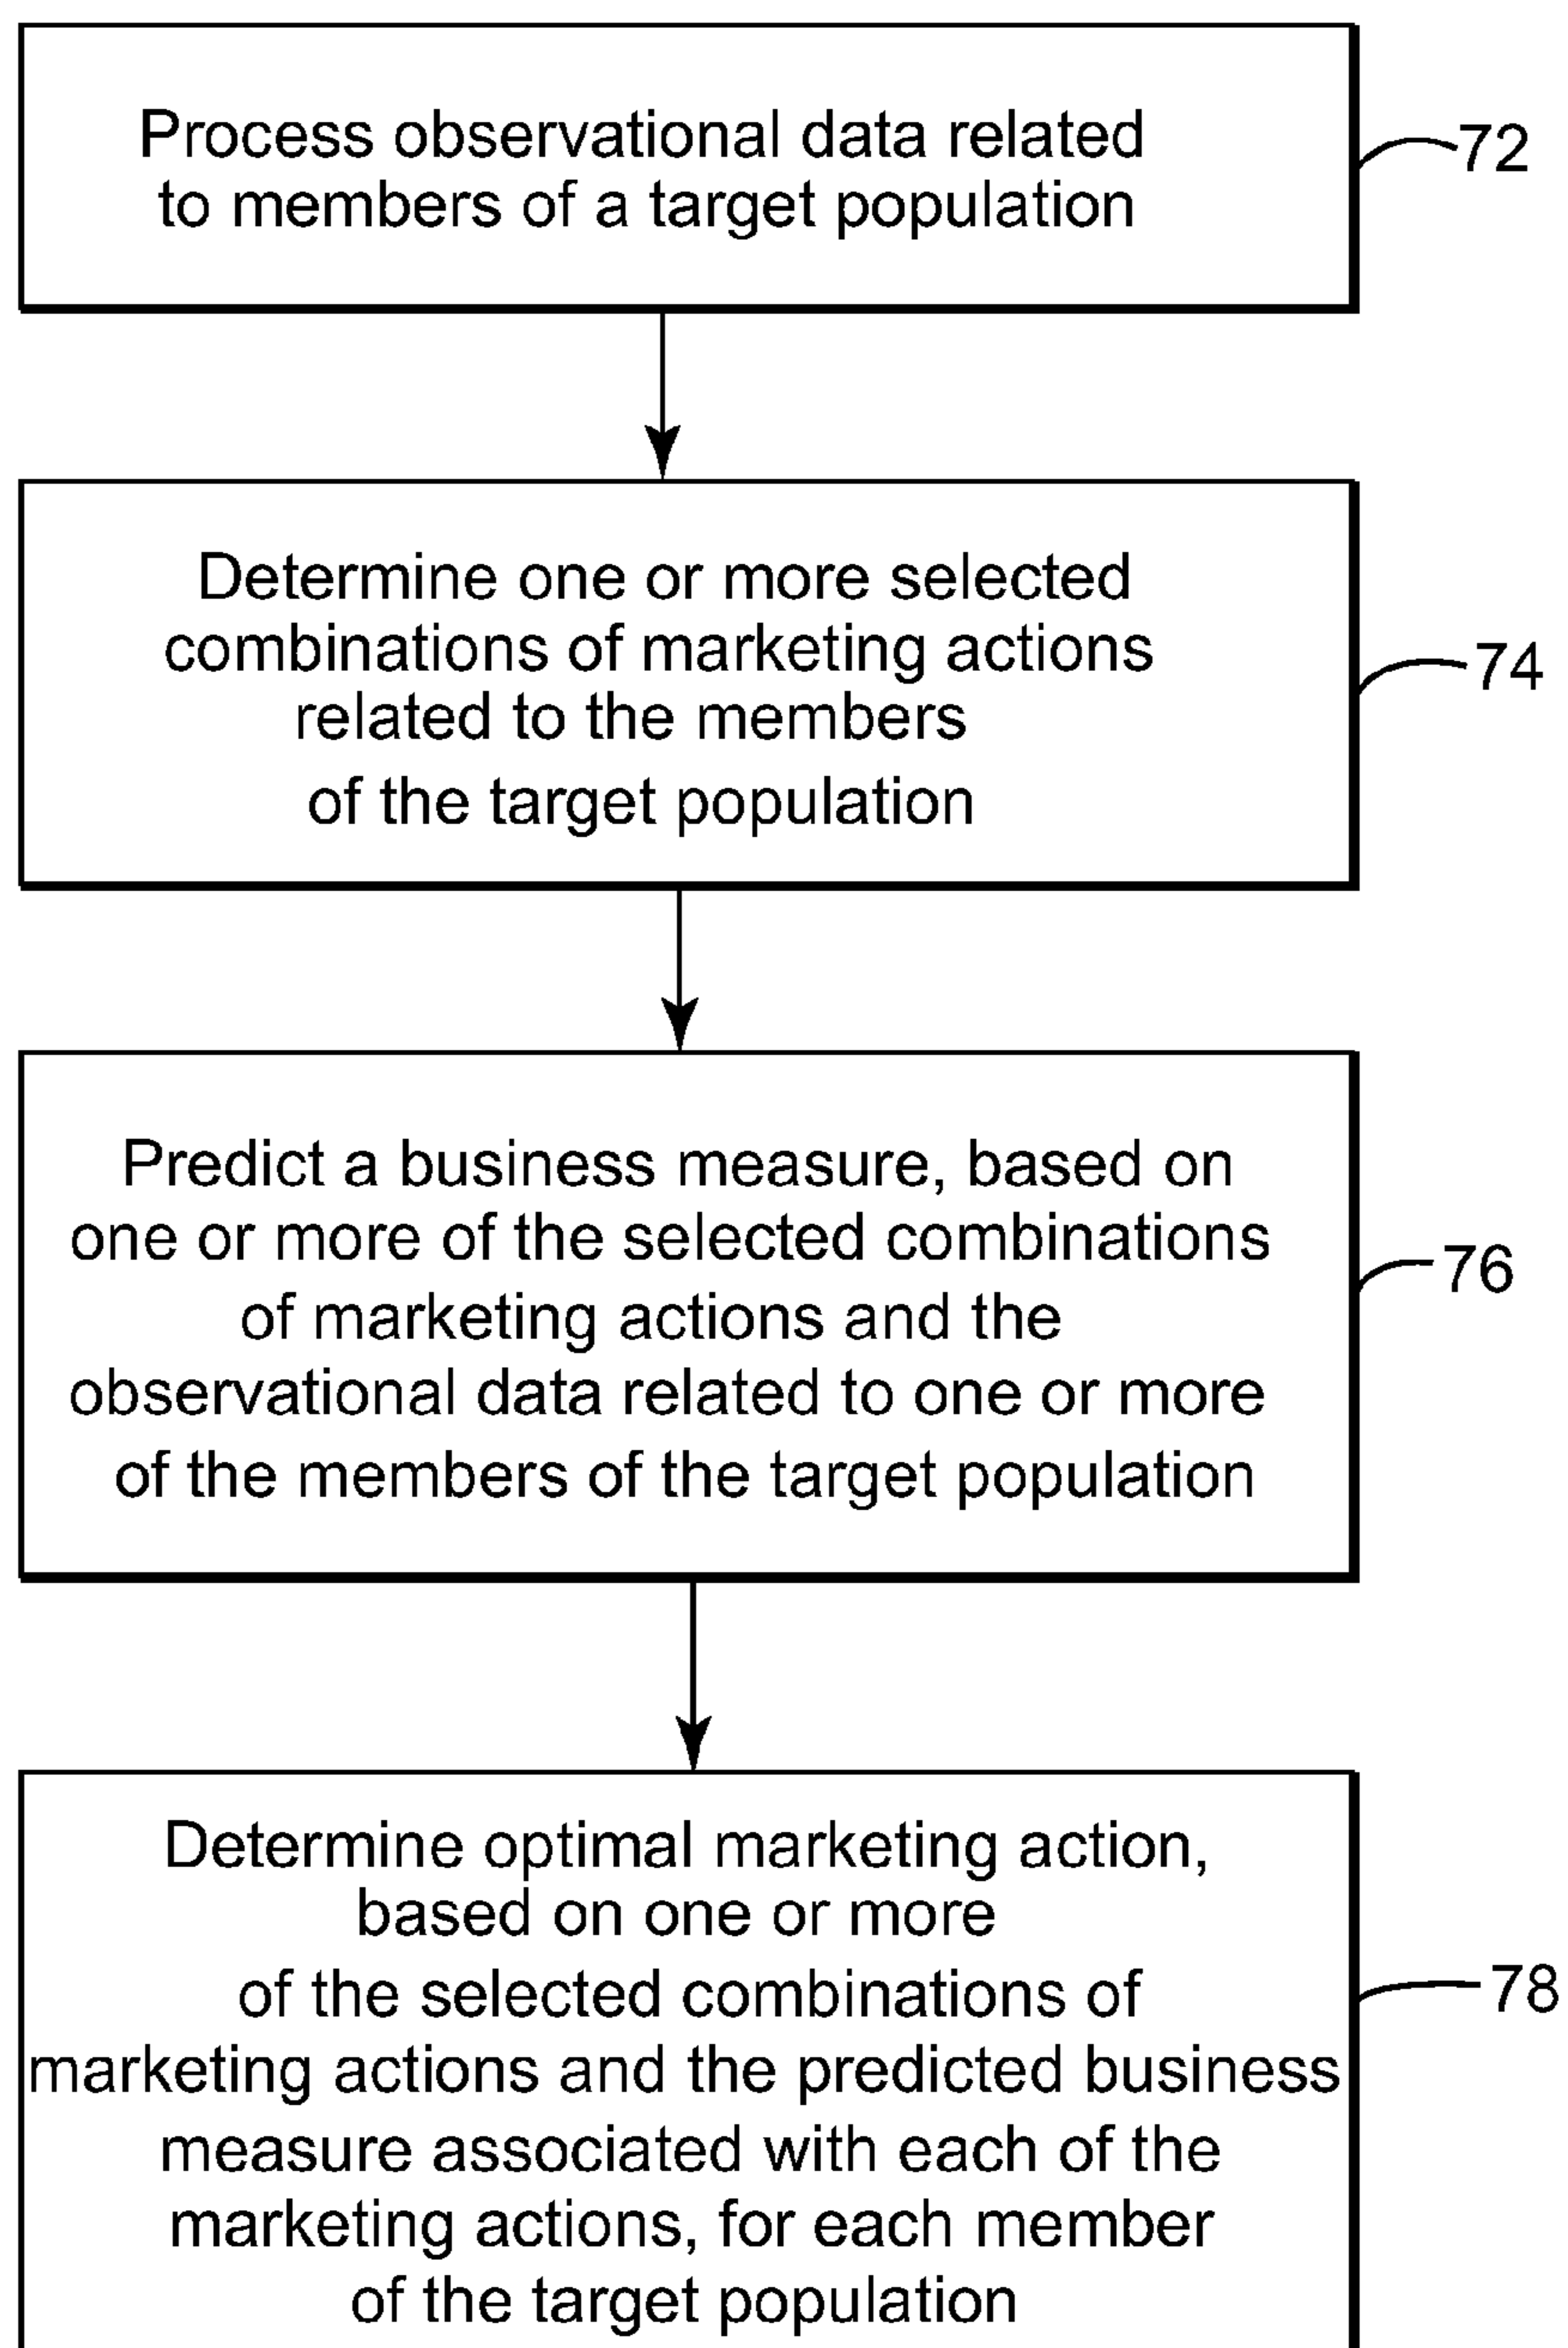 Process observational data related
to members of a target population
72
Determine one or more selected
combinations of marketing actions
related to the members
of the target population
74
Predict a business measure, based on
one or more of the selected combinations
of marketing actions and the
observational data related to one or more
of the members of the target population
76
Determine optimal marketing action,
based on one or more
of the selected combinations of
marketing actions and the predicted business
measure associated with each of the
marketing actions, for each member
of the target population
78